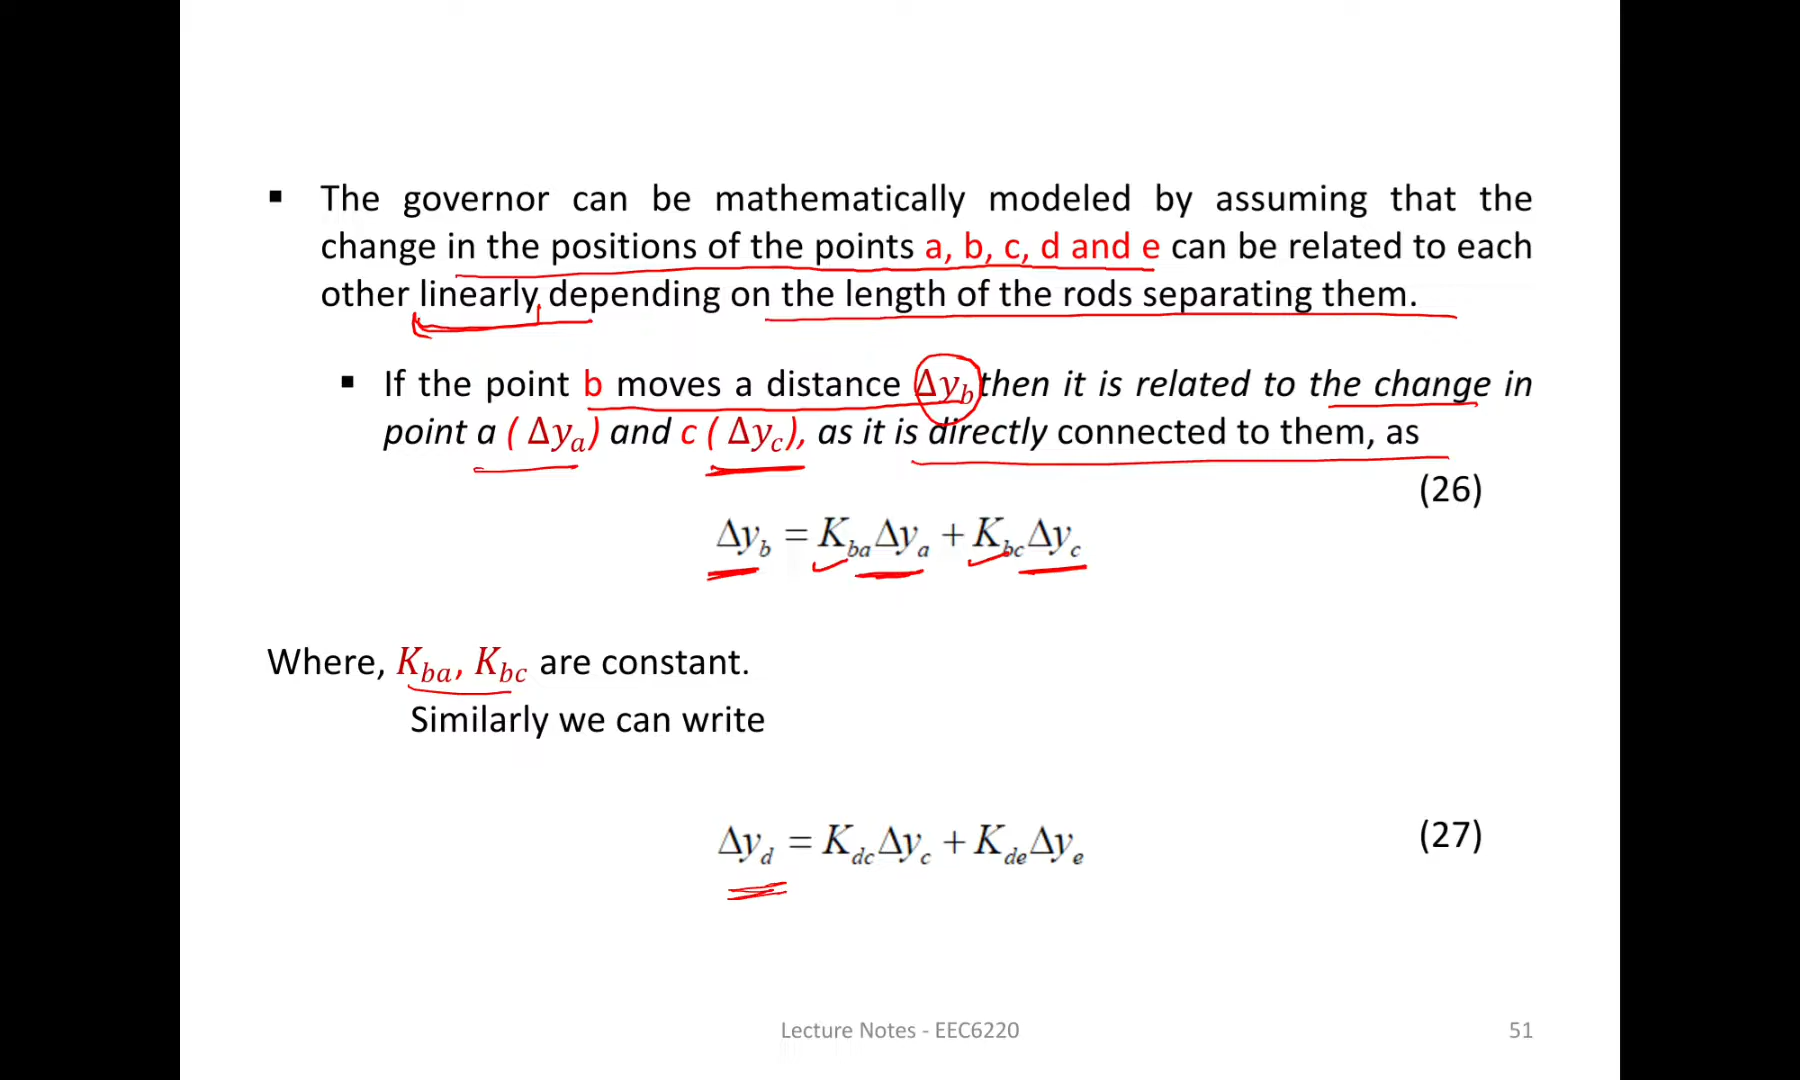 ▪ The governor can be mathematically modeled by assuming that the
change in the positions of the points a, b, c, d and e can be related to each
other linearly depending on the length of the rods separating them.
▪ If the point b moves a distance Δy_b then it is related to the change in
point a ( Δy_a) and c ( Δy_c), as it is directly connected to them, as
(26)
Δy_b = K_ba Δy_a + K_bc Δy_c
Where, K_ba, K_bc are constant.
Similarly we can write
Δy_d = K_dc Δy_c + K_de Δy_e (27)
Lecture Notes - EEC6220 51